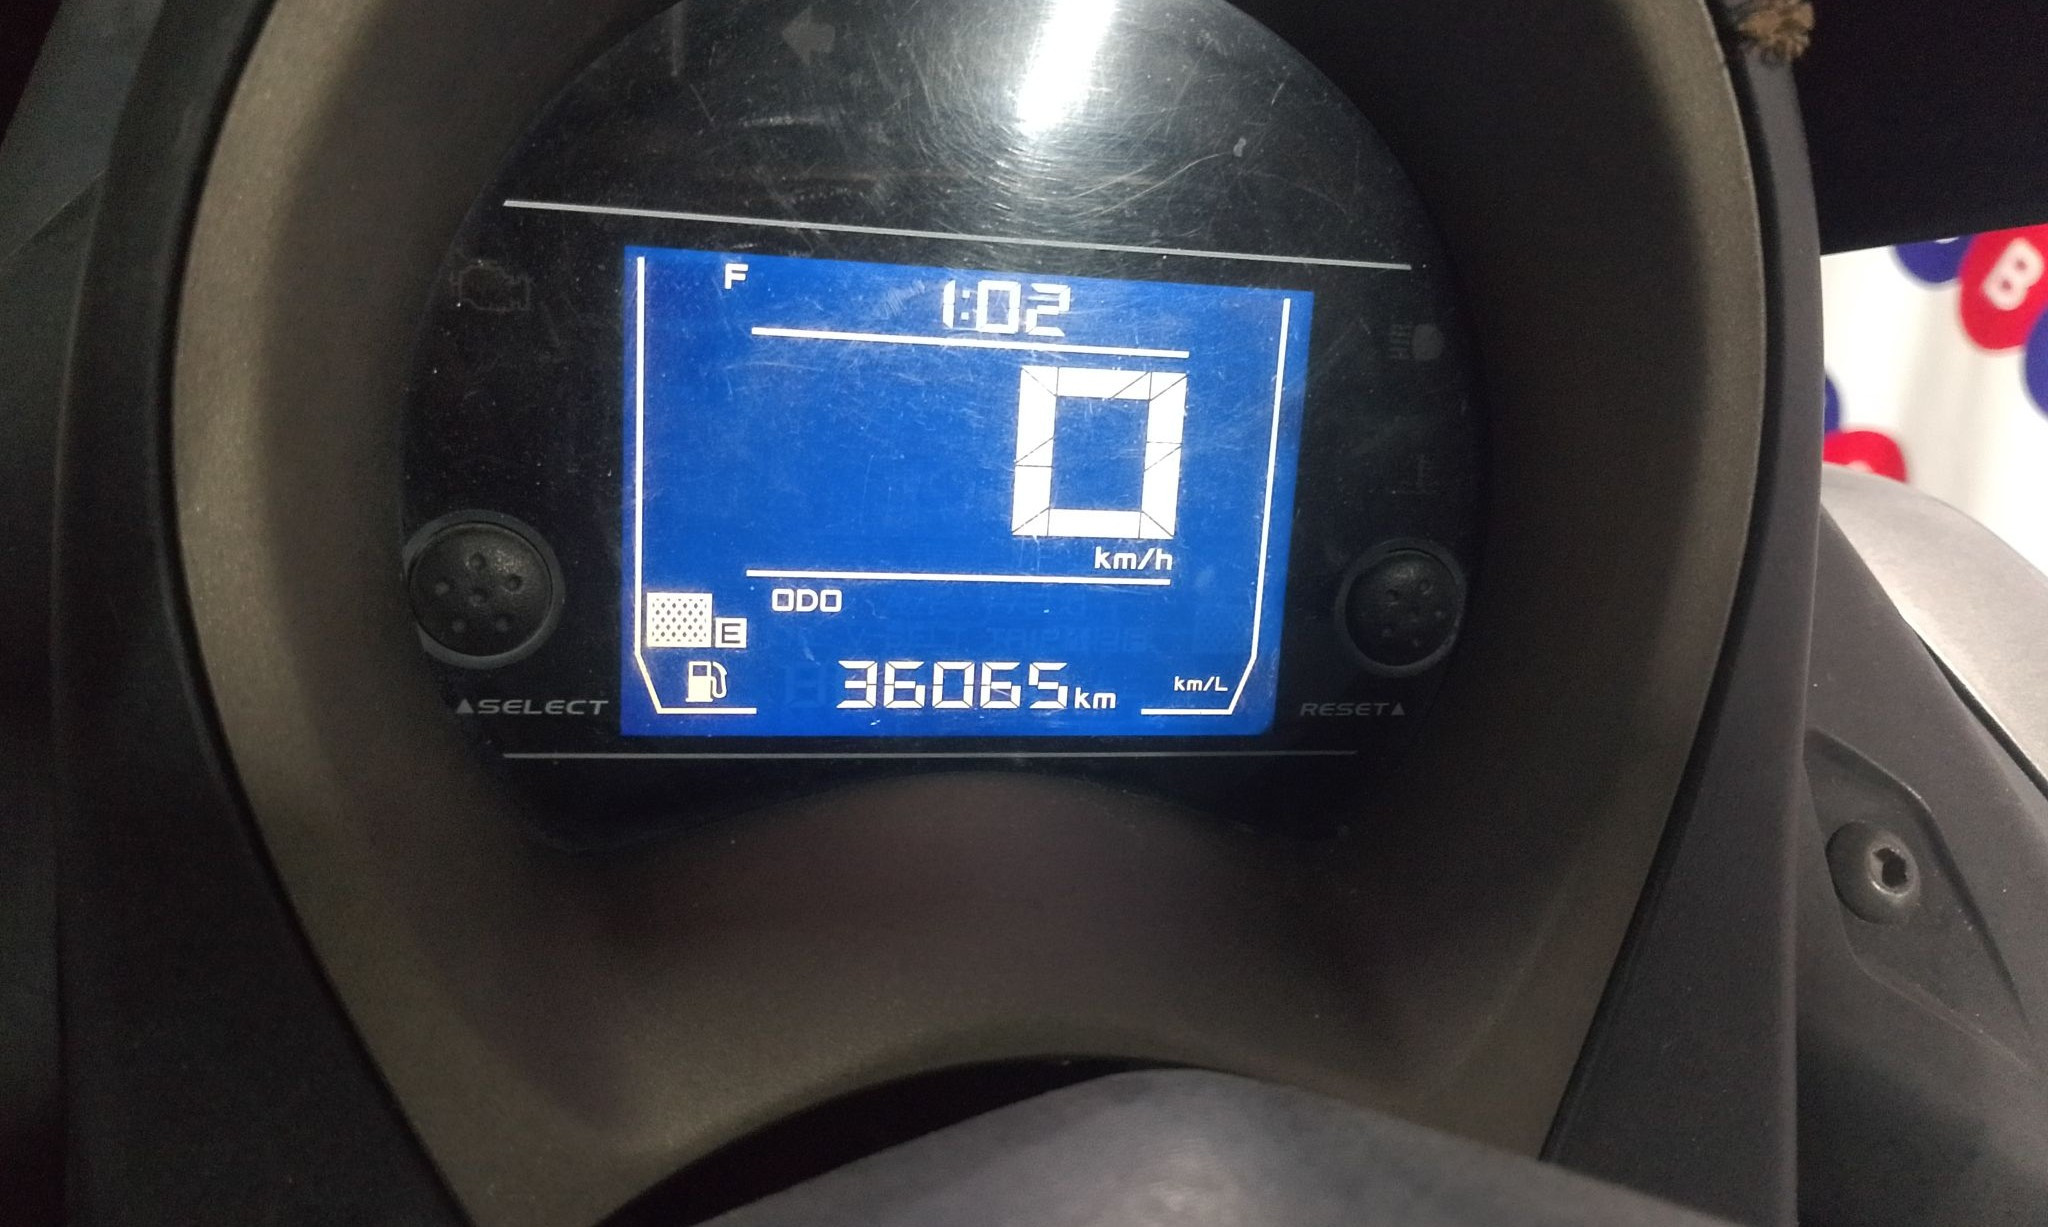 F
1:02
0
km/h
E
ODO
36065km
km/L
▲SELECT
RESET▲
B